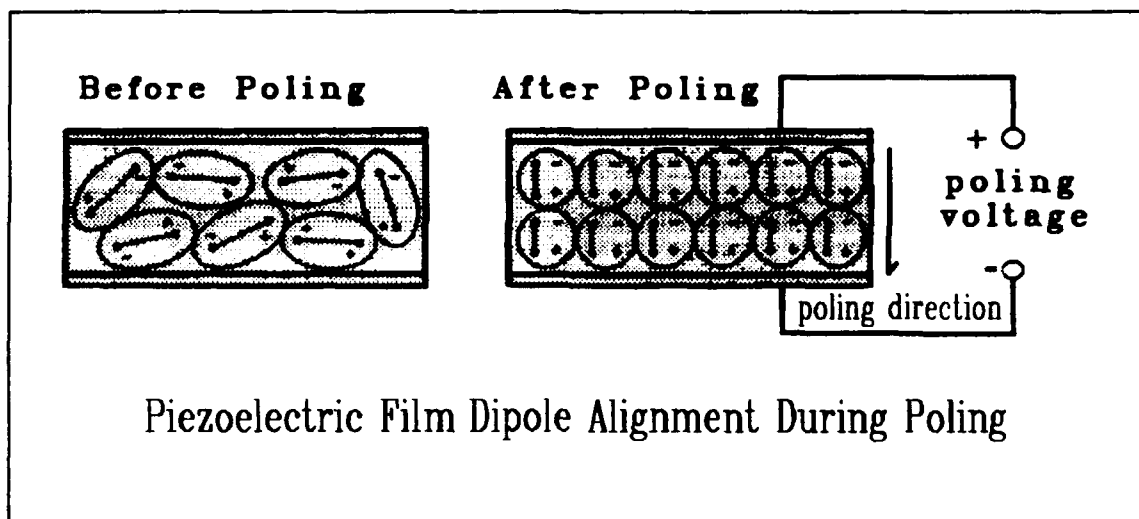 Before Poling
After Poling
+
poling
voltage
-
poling direction
Piezoelectric Film Dipole Alignment During Poling